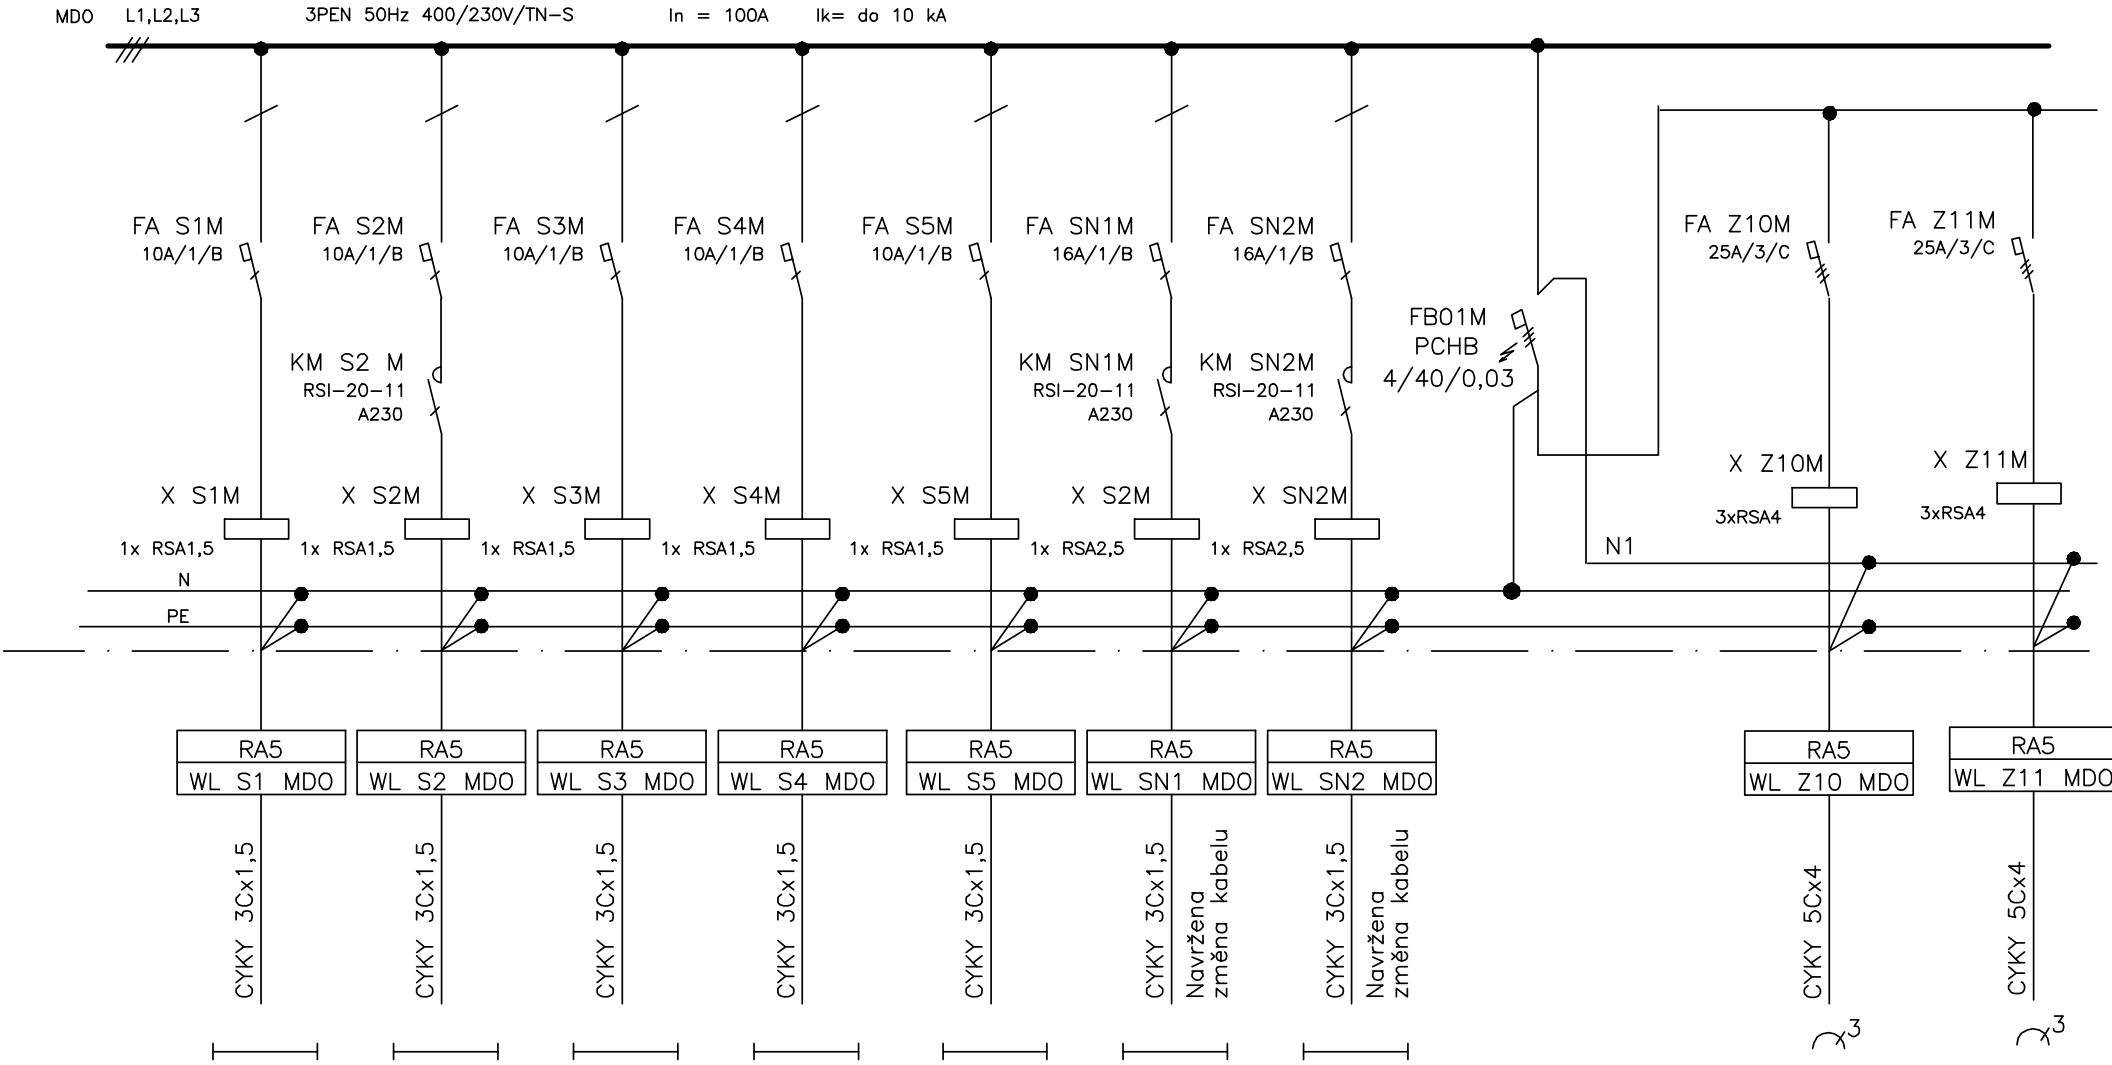 MDO L1,L2,L3 3PEN 50Hz 400/230V/TN-S In = 100A Ik= do 10 kA
FA S1M
10A/1/B
FA S2M
10A/1/B
FA S3M
10A/1/B
FA S4M
10A/1/B
FA S5M
10A/1/B
FA SN1M
16A/1/B
FA SN2M
16A/1/B
FA Z10M
25A/3/C
FA Z11M
25A/3/C
FB01M
PCHB
4/40/0,03
KM S2 M
RSI-20-11
A230
KM SN1M
RSI-20-11
A230
KM SN2M
RSI-20-11
A230
X S1M
1x RSA1,5
X S2M
1x RSA1,5
X S3M
1x RSA1,5
X S4M
1x RSA1,5
X S5M
1x RSA1,5
X S2M
1x RSA2,5
X SN2M
1x RSA2,5
X Z10M
3xRSA4
X Z11M
3xRSA4
N1
N
PE
RA5
WL S1 MDO
RA5
WL S2 MDO
RA5
WL S3 MDO
RA5
WL S4 MDO
RA5
WL S5 MDO
RA5
WL SN1 MDO
RA5
WL SN2 MDO
RA5
WL Z10 MDO
RA5
WL Z11 MDO
CYKY 3Cx1,5
CYKY 3Cx1,5
CYKY 3Cx1,5
CYKY 3Cx1,5
CYKY 3Cx1,5
CYKY 3Cx1,5
Navržena
změna kabelu
CYKY 3Cx1,5
Navržena
změna kabelu
CYKY 5Cx4
CYKY 5Cx4
3
3